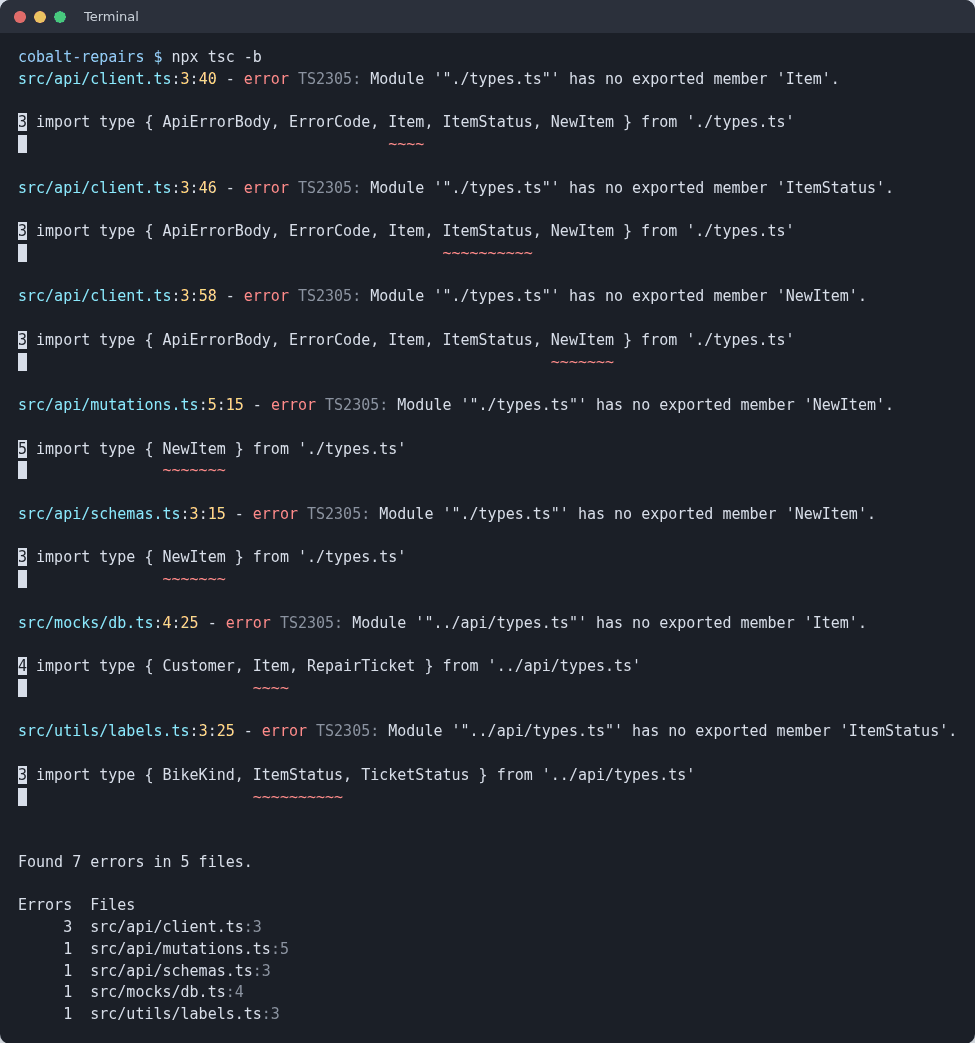 Terminal
cobalt-repairs $ npx tsc -b
src/api/client.ts:3:40 - error TS2305: Module '"./types.ts"' has no exported member 'Item'.
3 import type { ApiErrorBody, ErrorCode, Item, ItemStatus, NewItem } from './types.ts'
~~~~
src/api/client.ts:3:46 - error TS2305: Module '"./types.ts"' has no exported member 'ItemStatus'.
3 import type { ApiErrorBody, ErrorCode, Item, ItemStatus, NewItem } from './types.ts'
~~~~~~~~~~
src/api/client.ts:3:58 - error TS2305: Module '"./types.ts"' has no exported member 'NewItem'.
3 import type { ApiErrorBody, ErrorCode, Item, ItemStatus, NewItem } from './types.ts'
~~~~~~~
src/api/mutations.ts:5:15 - error TS2305: Module '"./types.ts"' has no exported member 'NewItem'.
5 import type { NewItem } from './types.ts'
~~~~~~~
src/api/schemas.ts:3:15 - error TS2305: Module '"./types.ts"' has no exported member 'NewItem'.
3 import type { NewItem } from './types.ts'
~~~~~~~
src/mocks/db.ts:4:25 - error TS2305: Module '"../api/types.ts"' has no exported member 'Item'.
4 import type { Customer, Item, RepairTicket } from '../api/types.ts'
~~~~
src/utils/labels.ts:3:25 - error TS2305: Module '"../api/types.ts"' has no exported member 'ItemStatus'.
3 import type { BikeKind, ItemStatus, TicketStatus } from '../api/types.ts'
~~~~~~~~~~
Found 7 errors in 5 files.
Errors  Files
     3  src/api/client.ts:3
     1  src/api/mutations.ts:5
     1  src/api/schemas.ts:3
     1  src/mocks/db.ts:4
     1  src/utils/labels.ts:3